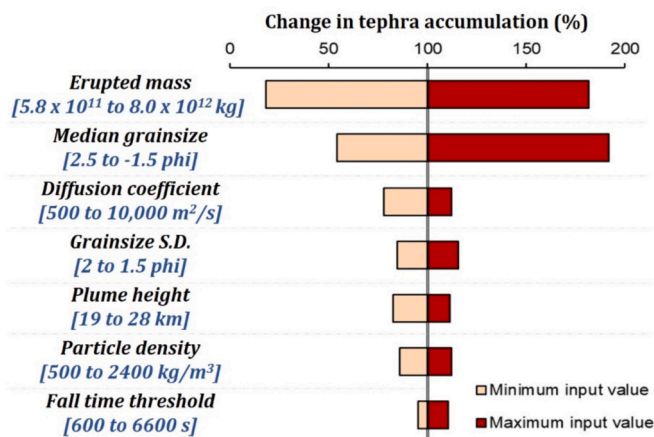 Change in tephra accumulation (%)
0 50 100 150 200
Erupted mass
[5.8 x 10¹¹ to 8.0 x 10¹² kg]
Median grainsize
[2.5 to -1.5 phi]
Diffusion coefficient
[500 to 10,000 m²/s]
Grainsize S.D.
[2 to 1.5 phi]
Plume height
[19 to 28 km]
Particle density
[500 to 2400 kg/m³]
Fall time threshold
[600 to 6600 s]
Minimum input value
Maximum input value